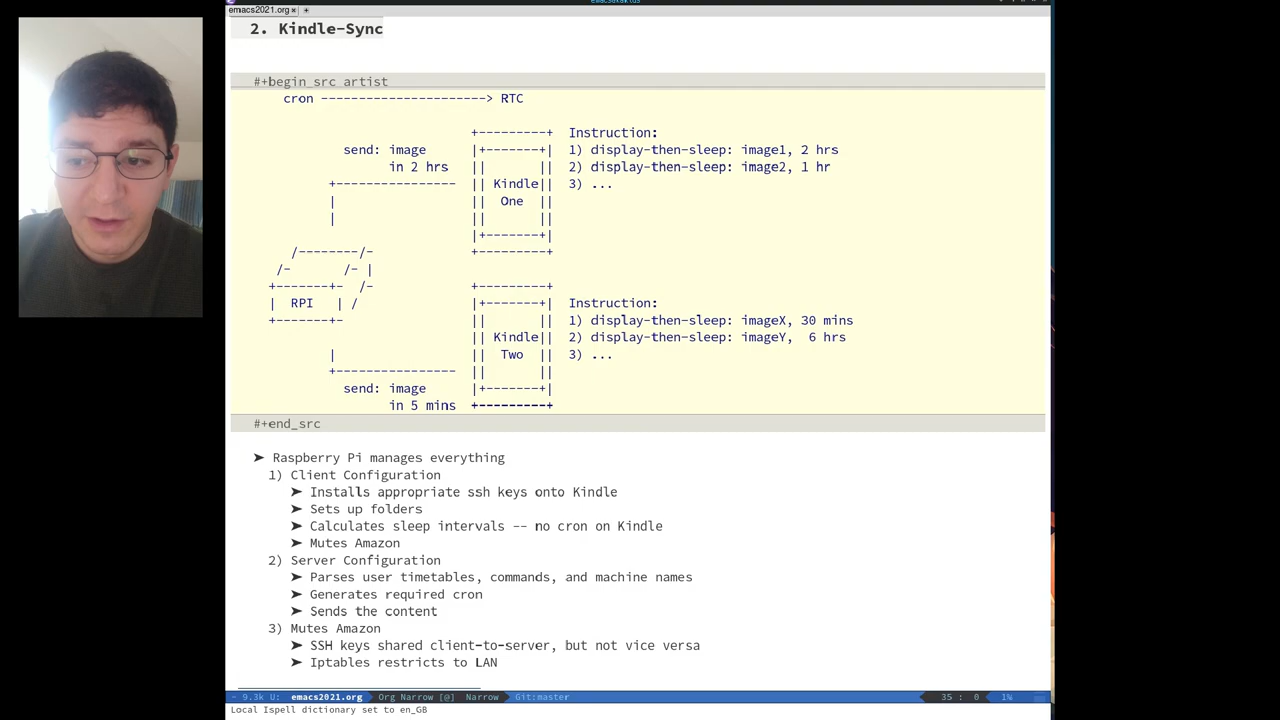 emacs2021.org × +
2. Kindle-Sync
#+begin_src artist
cron ----------------------> RTC
+---------+ Instruction:
send: image |+-------+| 1) display-then-sleep: image1, 2 hrs
in 2 hrs || || 2) display-then-sleep: image2, 1 hr
+---------------- || Kindle|| 3) ...
| || One ||
| || ||
|+-------+|
/--------/- +---------+
/- /- |
+-------+- /- +---------+
| RPI | / |+-------+| Instruction:
+-------+- || || 1) display-then-sleep: imageX, 30 mins
|| Kindle|| 2) display-then-sleep: imageY, 6 hrs
| || Two || 3) ...
+---------------- || ||
send: image |+-------+|
in 5 mins +---------+
#+end_src
➤ Raspberry Pi manages everything
1) Client Configuration
➤ Installs appropriate ssh keys onto Kindle
➤ Sets up folders
➤ Calculates sleep intervals -- no cron on Kindle
➤ Mutes Amazon
2) Server Configuration
➤ Parses user timetables, commands, and machine names
➤ Generates required cron
➤ Sends the content
3) Mutes Amazon
➤ SSH keys shared client-to-server, but not vice versa
➤ Iptables restricts to LAN
- 9.3k U: emacs2021.org Org Narrow [@] Narrow Git:master 35 : 0 1%
Local Ispell dictionary set to en_GB